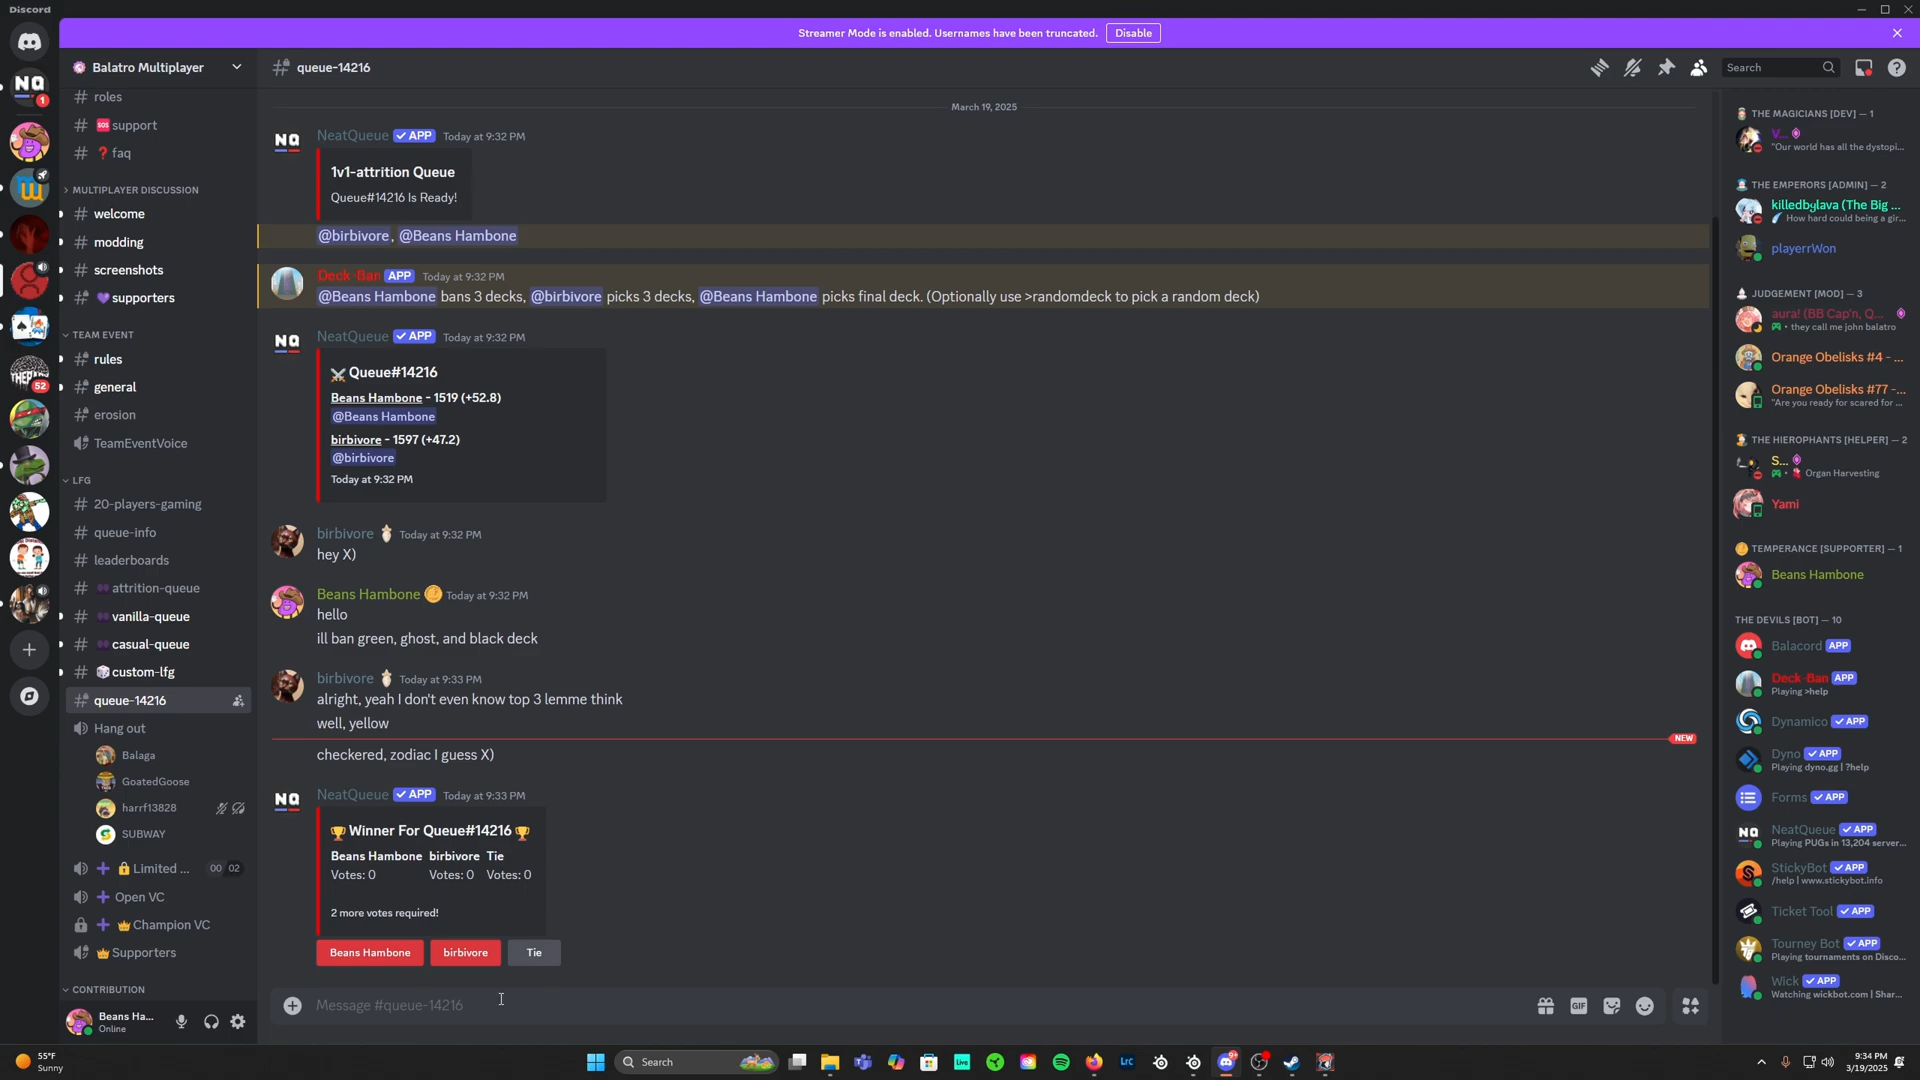 Discord
Streamer Mode is enabled. Usernames have been truncated.
Disable
Balatro Multiplayer
roles
support
faq
MULTIPLAYER DISCUSSION
welcome
modding
screenshots
supporters
TEAM EVENT
rules
general
erosion
TeamEventVoice
LFG
20-players-gaming
queue-info
leaderboards
attrition-queue
vanilla-queue
casual-queue
custom-lfg
queue-14216
Hang out
Balaga
GoatedGoose
harrf13828
SUBWAY
Limited ... 00 02
Open VC
Champion VC
Supporters
CONTRIBUTION
Beans Ha...
Online
queue-14216
Search
March 19, 2025
NeatQueue APP Today at 9:32 PM
1v1-attrition Queue
Queue#14216 Is Ready!
@birbivore, @Beans Hambone
Deck-Ban APP Today at 9:32 PM
@Beans Hambone bans 3 decks, @birbivore picks 3 decks, @Beans Hambone picks final deck. (Optionally use >randomdeck to pick a random deck)
NeatQueue APP Today at 9:32 PM
Queue#14216
Beans Hambone - 1519 (+52.8)
@Beans Hambone
birbivore - 1597 (+47.2)
@birbivore
Today at 9:32 PM
birbivore Today at 9:32 PM
hey X)
Beans Hambone Today at 9:32 PM
hello
ill ban green, ghost, and black deck
birbivore Today at 9:33 PM
alright, yeah I don't even know top 3 lemme think
well, yellow
NEW
checkered, zodiac I guess X)
NeatQueue APP Today at 9:33 PM
Winner For Queue#14216
Beans Hambone birbivore Tie
Votes: 0 Votes: 0 Votes: 0
2 more votes required!
Beans Hambone birbivore Tie
Message #queue-14216
GIF
THE MAGICIANS [DEV] — 1
V...
"Our world has all the dystopi...
THE EMPERORS [ADMIN] — 2
killedbylava (The Big ...
How hard could being a gir...
playerrWon
JUDGEMENT [MOD] — 3
aura! (BB Cap'n, Q...
• they call me john balatro
Orange Obelisks #4 - ...
Orange Obelisks #77 -...
"Are you ready for scared for ...
THE HIEROPHANTS [HELPER] — 2
S...
• Organ Harvesting
Yami
TEMPERANCE [SUPPORTER] — 1
Beans Hambone
THE DEVILS [BOT] — 10
Balacord APP
Deck-Ban APP
Playing >help
Dynamico APP
Dyno APP
Playing dyno.gg | ?help
Forms APP
NeatQueue APP
Playing PUGs in 13,204 server...
StickyBot APP
/help | www.stickybot.info
Ticket Tool APP
Tourney Bot APP
Playing tournaments on Disco...
Wick APP
Watching wickbot.com | Shar...
NQ
1
52
55°F
Sunny
Search
Live
Lrc
9:34 PM
3/19/2025